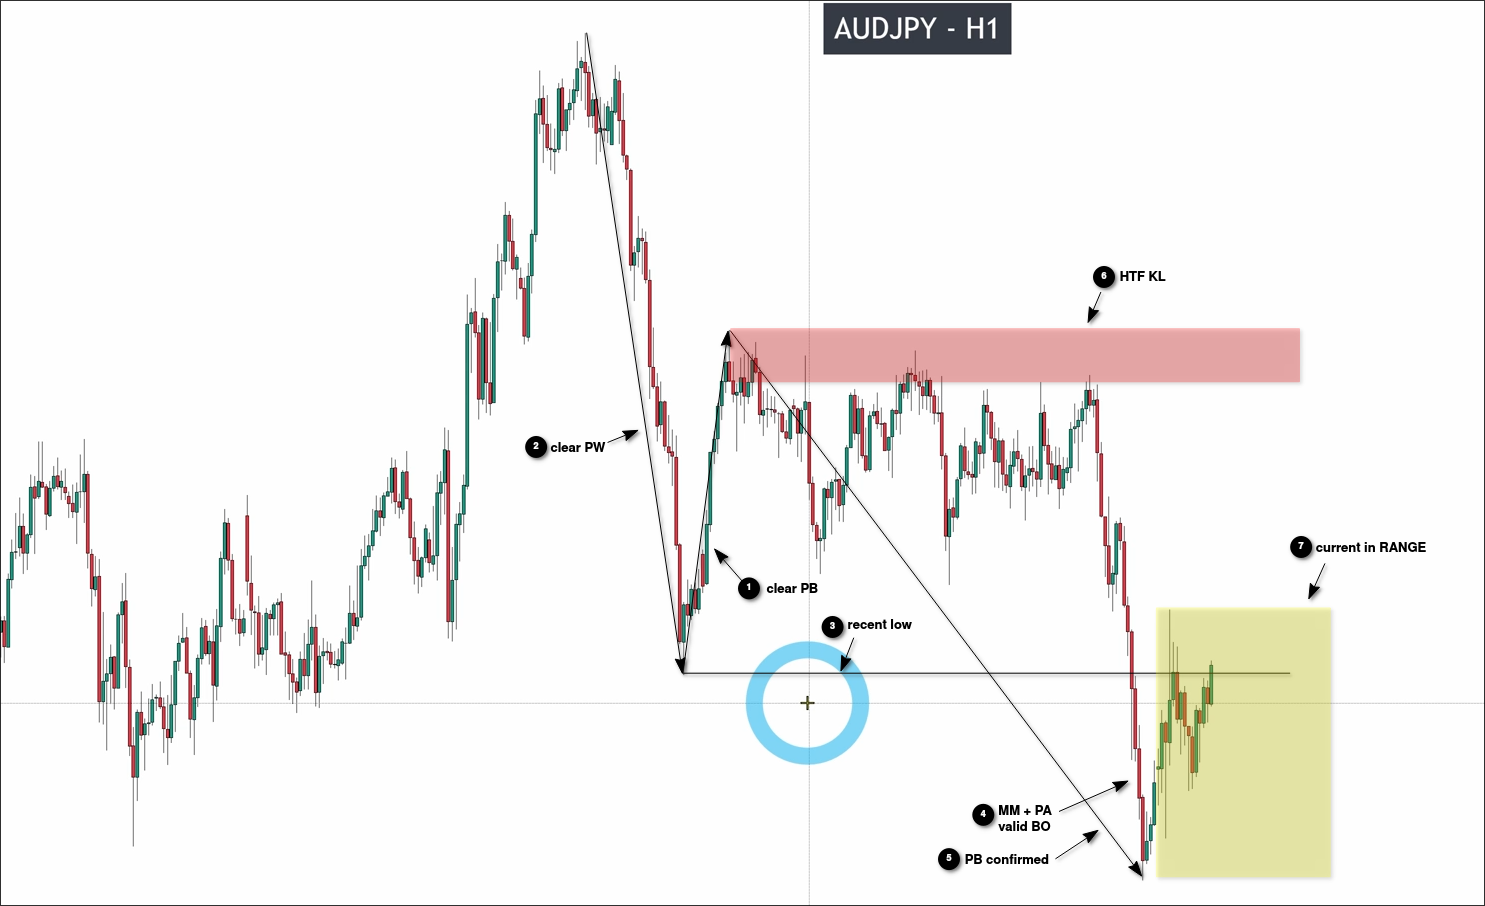 AUDJPY - H1
6 HTF KL
2 clear PW
7 current in RANGE
1 clear PB
3 recent low
4 MM + PA
valid BO
5 PB confirmed